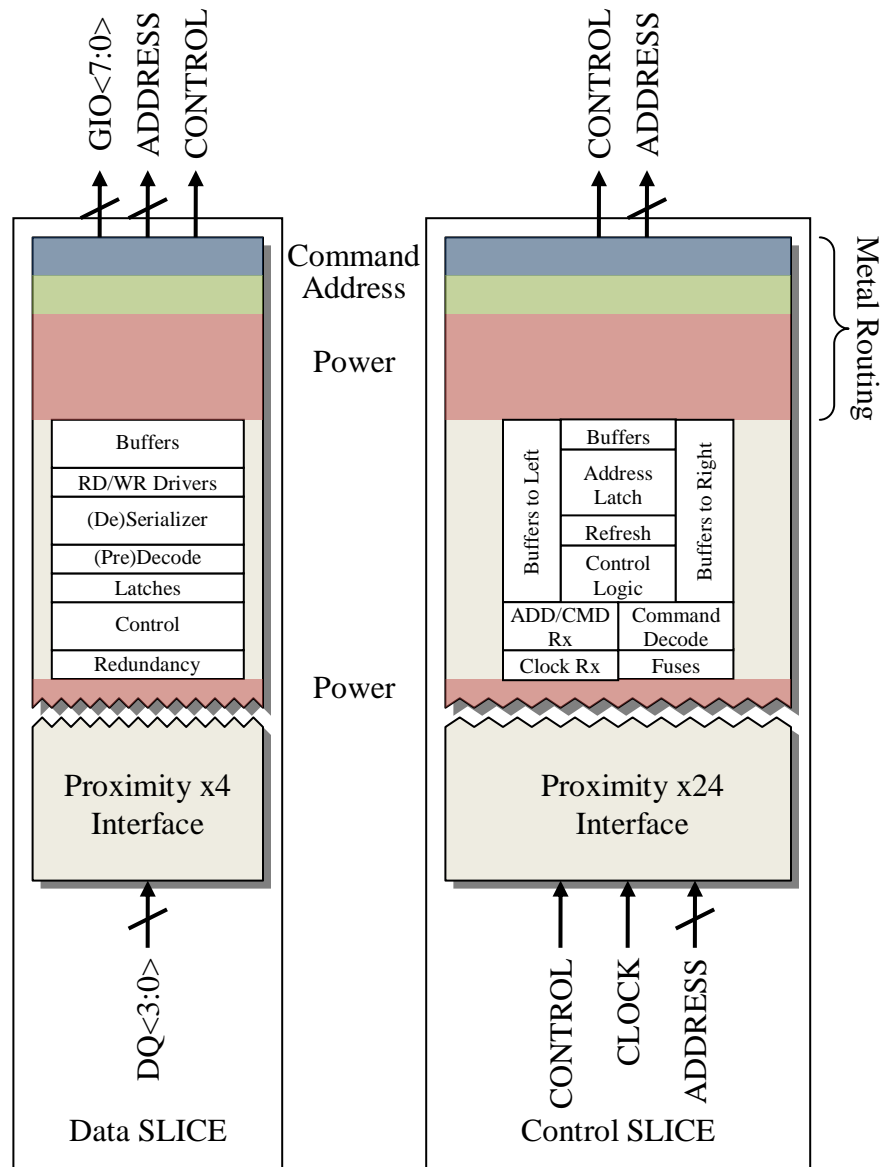 GIO<7:0>
ADDRESS
CONTROL
CONTROL
ADDRESS
Command
Address
Power
Metal Routing
Buffers
RD/WR Drivers
(De)Serializer
(Pre)Decode
Latches
Control
Redundancy
Buffers to Left
Buffers
Address
Latch
Refresh
Control
Logic
Buffers to Right
ADD/CMD
Rx
Command
Decode
Clock Rx
Fuses
Power
Proximity x4
Interface
Proximity x24
Interface
DQ<3:0>
CONTROL
CLOCK
ADDRESS
Data SLICE
Control SLICE